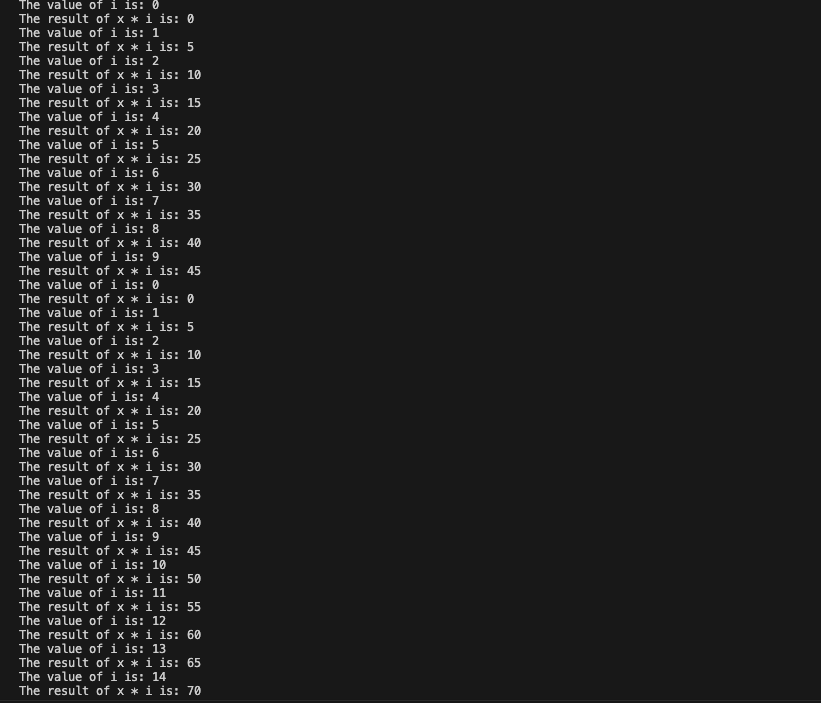 The value of i is: 0
The result of x * i is: 0
The value of i is: 1
The result of x * i is: 5
The value of i is: 2
The result of x * i is: 10
The value of i is: 3
The result of x * i is: 15
The value of i is: 4
The result of x * i is: 20
The value of i is: 5
The result of x * i is: 25
The value of i is: 6
The result of x * i is: 30
The value of i is: 7
The result of x * i is: 35
The value of i is: 8
The result of x * i is: 40
The value of i is: 9
The result of x * i is: 45
The value of i is: 0
The result of x * i is: 0
The value of i is: 1
The result of x * i is: 5
The value of i is: 2
The result of x * i is: 10
The value of i is: 3
The result of x * i is: 15
The value of i is: 4
The result of x * i is: 20
The value of i is: 5
The result of x * i is: 25
The value of i is: 6
The result of x * i is: 30
The value of i is: 7
The result of x * i is: 35
The value of i is: 8
The result of x * i is: 40
The value of i is: 9
The result of x * i is: 45
The value of i is: 10
The result of x * i is: 50
The value of i is: 11
The result of x * i is: 55
The value of i is: 12
The result of x * i is: 60
The value of i is: 13
The result of x * i is: 65
The value of i is: 14
The result of x * i is: 70